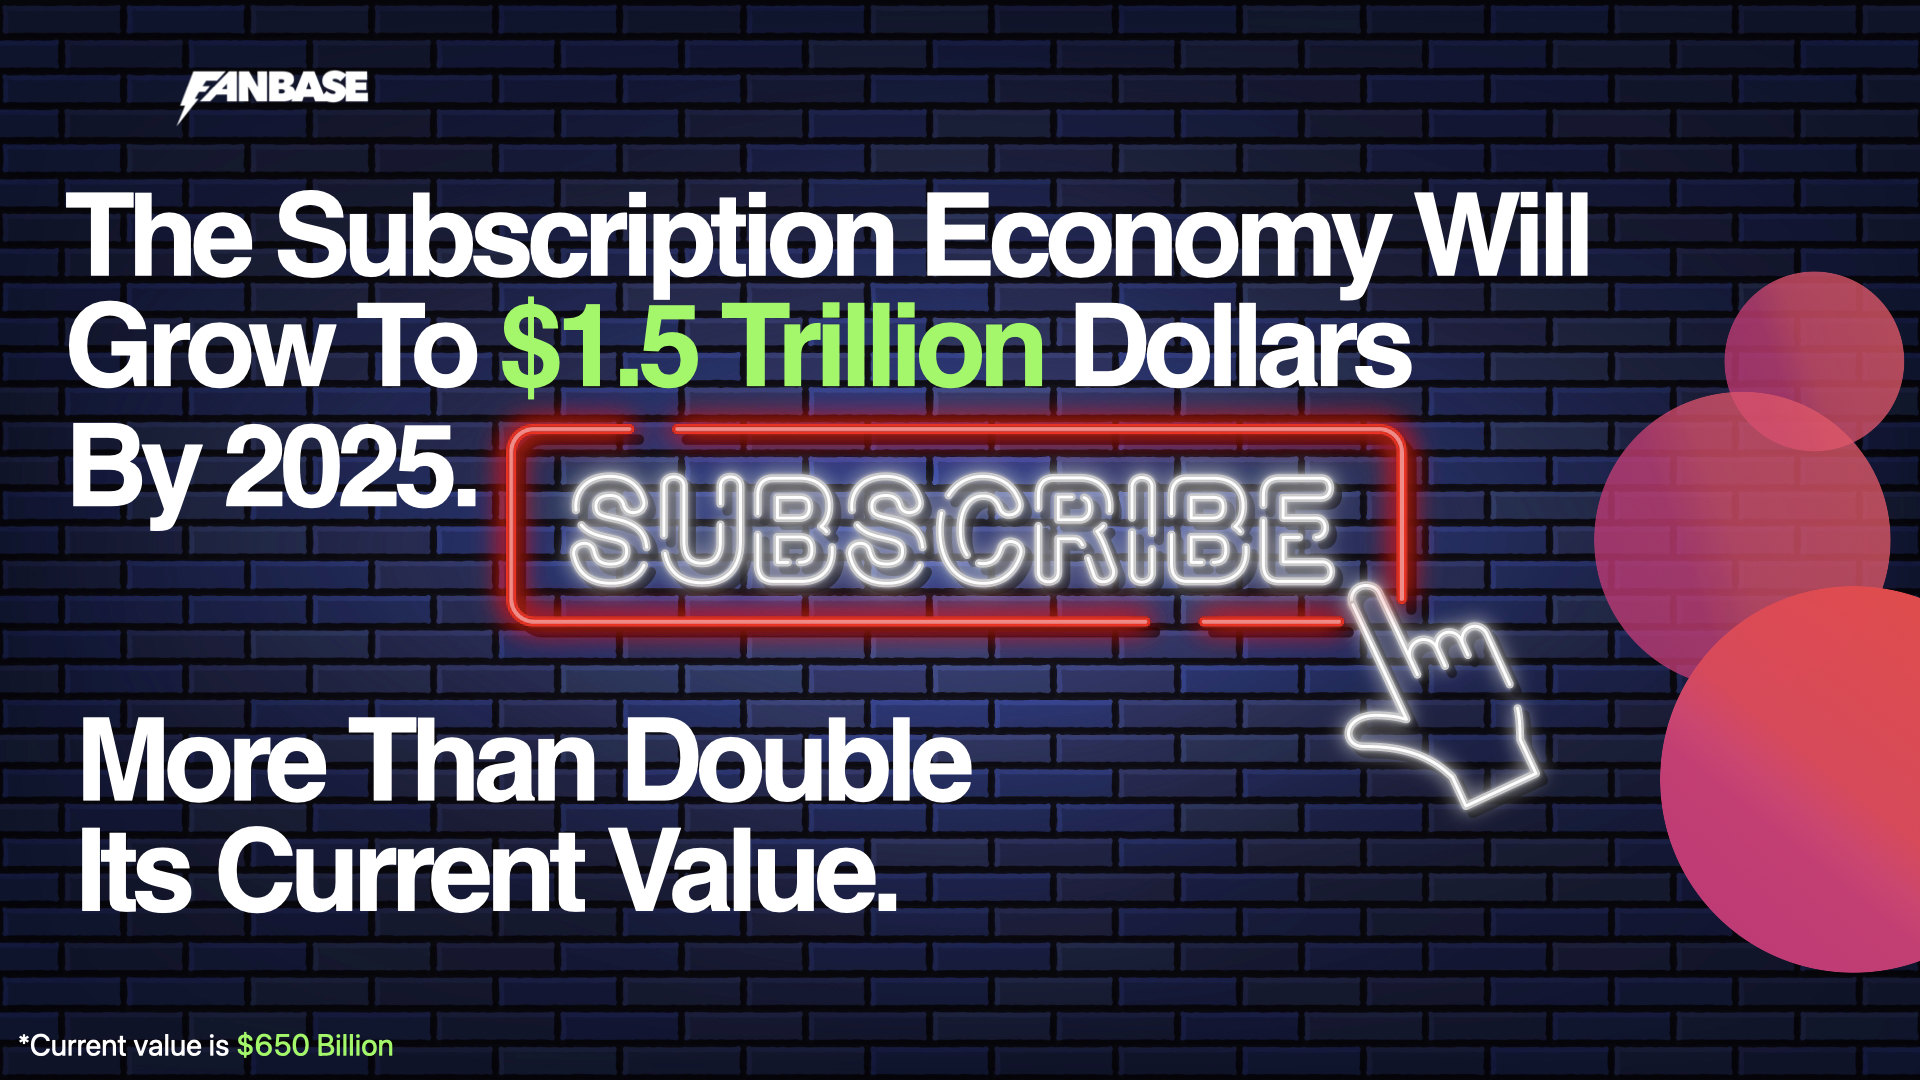 FANBASE
The Subscription Economy Will
Grow To $1.5 Trillion Dollars
By 2025.
SUBSCRIBE
More Than Double
Its Current Value.
*Current value is $650 Billion